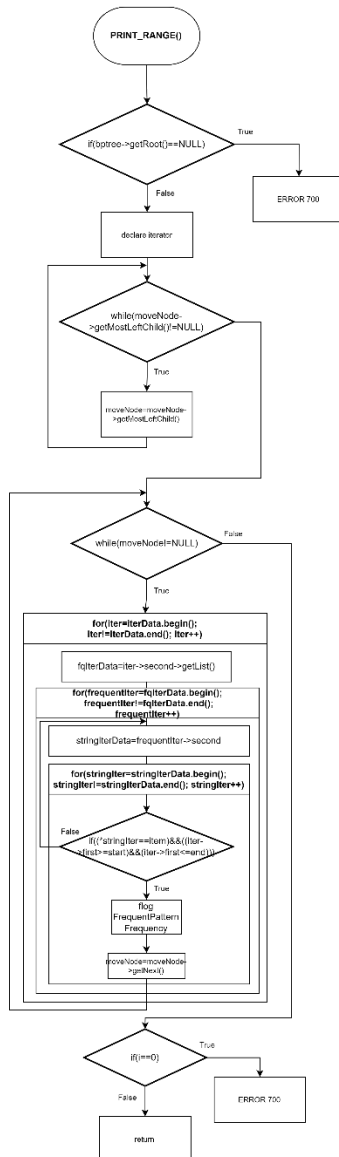 PRINT_RANGE()
if(bptree->getRoot()==NULL)
True
False
ERROR 700
declare iterator
while(moveNode-
>getMostLeftChild()!=NULL)
True
moveNode=moveNode-
>getMostLeftChild()
while(moveNode!=NULL)
False
True
for(iter=iterData.begin();
iter!=iterData.end(); iter++)
fqIterData=iter->second->getList()
for(frequentIter=fqIterData.begin();
frequentIter!=fqIterData.end();
frequentIter++)
stringIterData=frequentIter->second
for(stringIter=stringIterData.begin();
stringIter!=stringIterData.end(); stringIter++)
False
if((*stringIter==item)&&((iter-
>first>=start)&&(iter->first<=end)))
True
flog
FrequentPattern
Frequency
moveNode=moveNode-
>getNext()
if(i==0)
True
False
ERROR 700
return